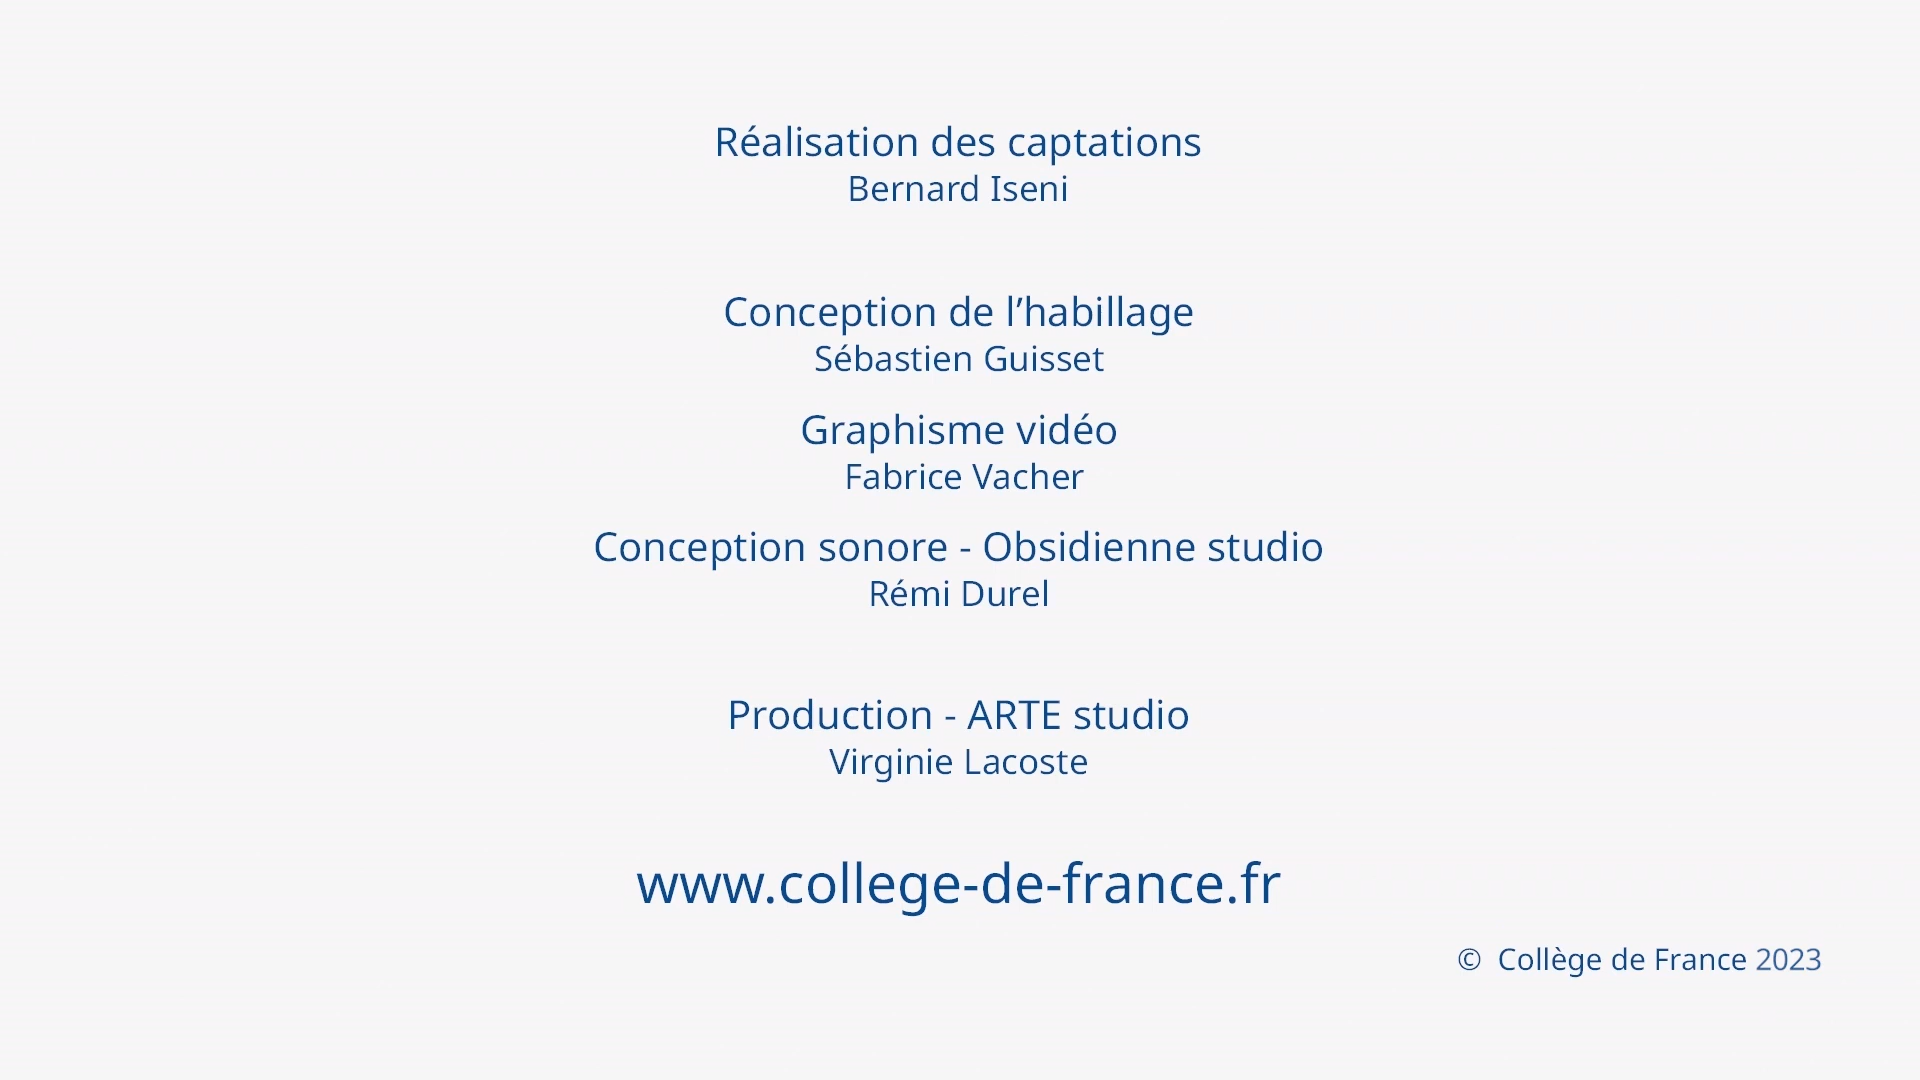 Réalisation des captations
Bernard Iseni
Conception de l’habillage
Sébastien Guisset
Graphisme vidéo
Fabrice Vacher
Conception sonore - Obsidienne studio
Rémi Durel
Production - ARTE studio
Virginie Lacoste
www.college-de-france.fr
© Collège de France 2023